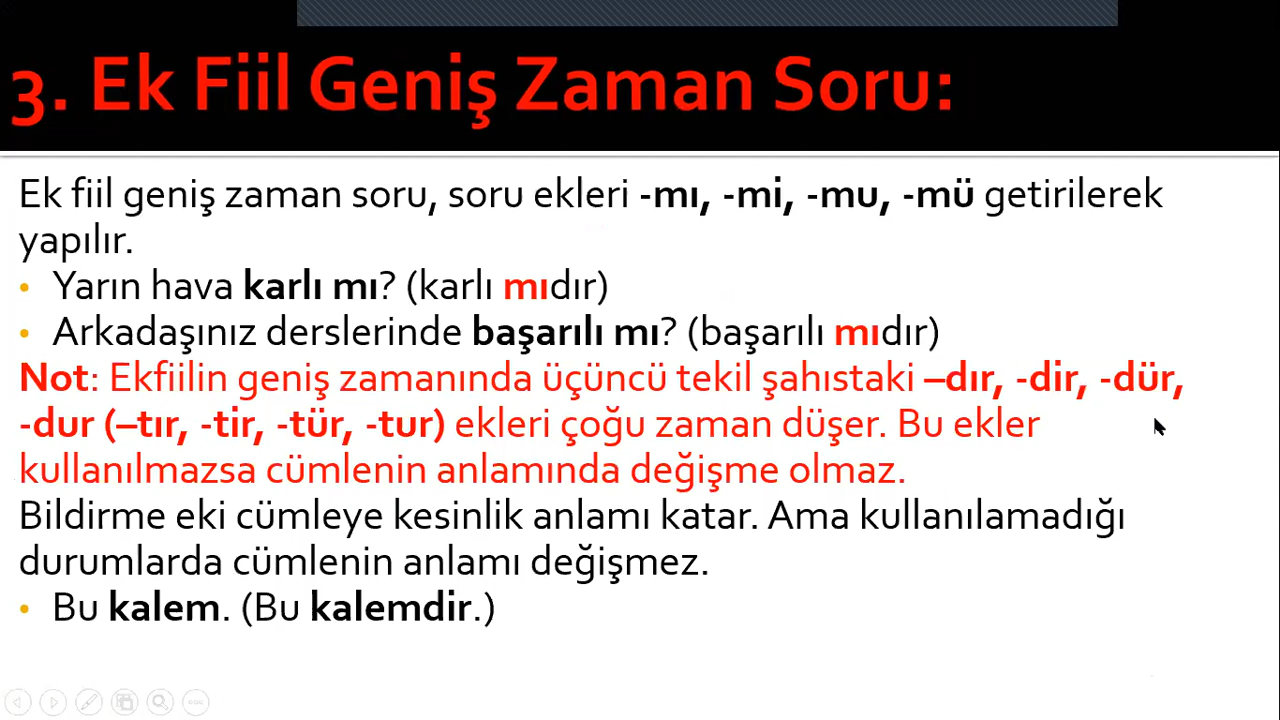 3. Ek Fiil Geniş Zaman Soru:
Ek fiil geniş zaman soru, soru ekleri -mı, -mi, -mu, -mü getirilerek
yapılır.
• Yarın hava karlı mı? (karlı mıdır)
• Arkadaşınız derslerinde başarılı mı? (başarılı mıdır)
Not: Ekfiilin geniş zamanında üçüncü tekil şahıstaki –dır, -dir, -dür,
-dur (–tır, -tir, -tür, -tur) ekleri çoğu zaman düşer. Bu ekler
kullanılmazsa cümlenin anlamında değişme olmaz.
Bildirme eki cümleye kesinlik anlamı katar. Ama kullanılamadığı
durumlarda cümlenin anlamı değişmez.
• Bu kalem. (Bu kalemdir.)